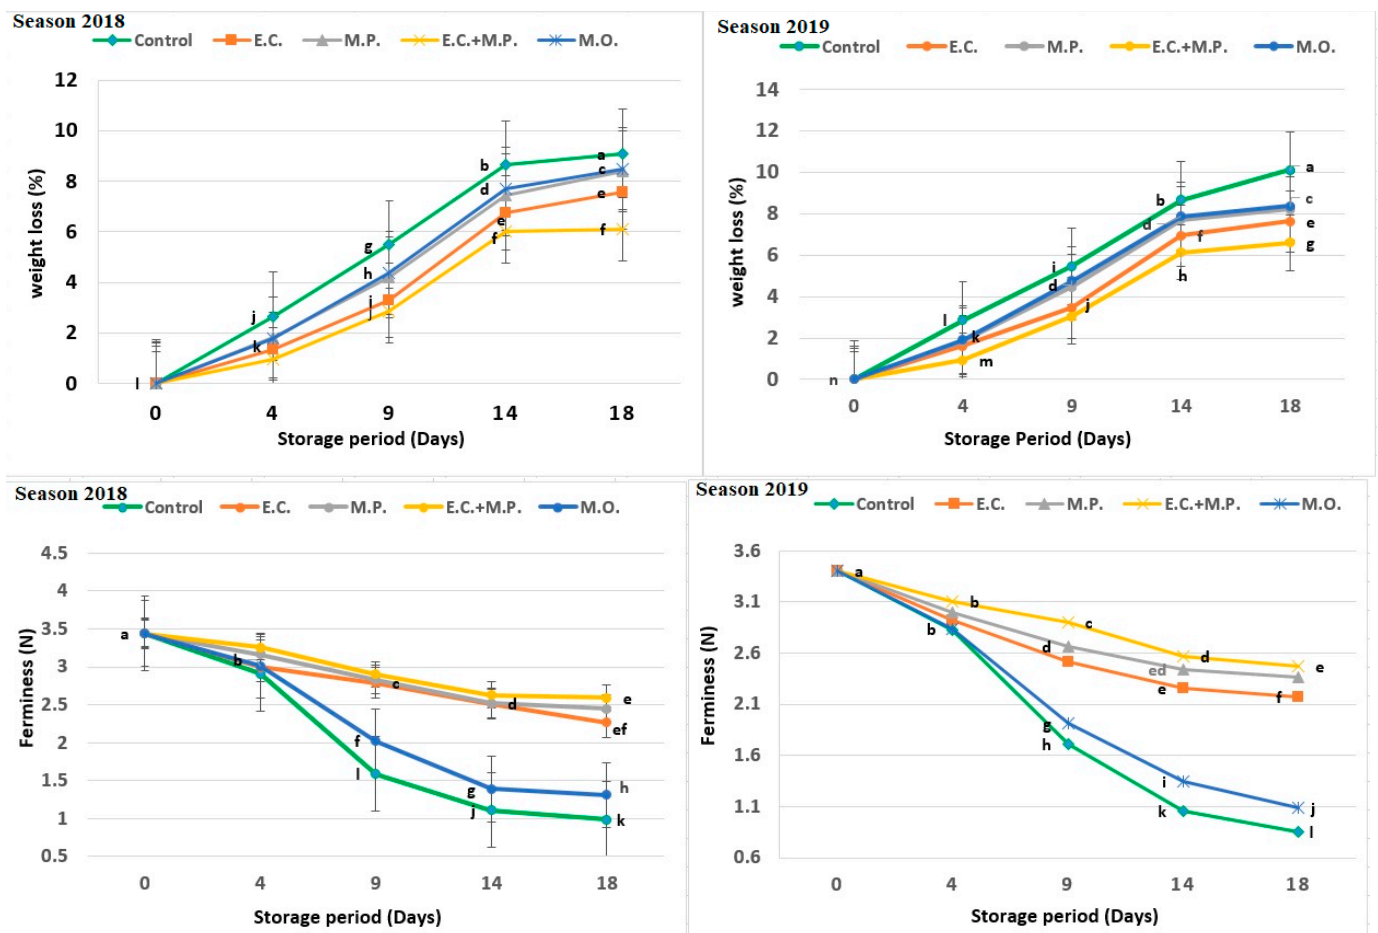 Season 2018
Control E.C. M.P. E.C.+M.P. M.O.
12
10
8
6
4
2
0
weight loss (%)
a
b
c
d
e
e
f
f
g
h
j
j
j
k
l
0 4 9 14 18
Storage period (Days)
Season 2019
Control E.C. M.P. E.C.+M.P. M.O.
14
12
10
8
6
4
2
0
weight loss (%)
a
b
c
d
e
f
g
h
i
d
j
l
k
m
n
0 4 9 14 18
Storage Period (Days)
Season 2018
Control E.C. M.P. E.C.+M.P. M.O.
4.5
4
3.5
3
2.5
2
1.5
1
0.5
Ferminess (N)
a
b
c
d
e
ef
f
l
g
h
j
k
0 4 9 14 18
Storage period (Days)
Season 2019
Control E.C. M.P. E.C.+M.P. M.O.
3.6
3.1
2.6
2.1
1.6
1.1
0.6
Ferminess (N)
a
b
b
c
d
d
ed
e
e
f
g
h
i
j
k
l
0 4 9 14 18
Storage period (Days)